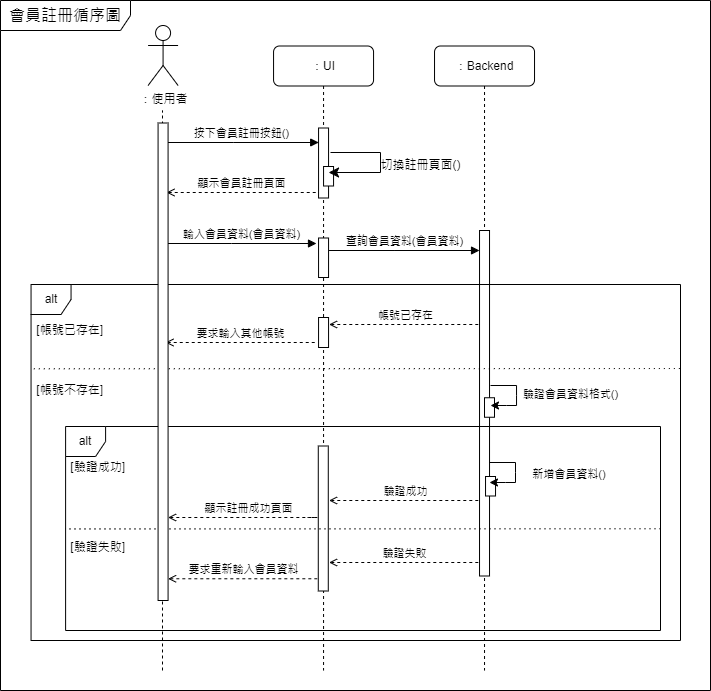 會員註冊循序圖
: 使用者
: UI
: Backend
按下會員註冊按鈕()
切換註冊頁面()
顯示會員註冊頁面
輸入會員資料(會員資料)
查詢會員資料(會員資料)
alt
[帳號已存在]
帳號已存在
要求輸入其他帳號
[帳號不存在]
驗證會員資料格式()
alt
[驗證成功]
新增會員資料()
驗證成功
顯示註冊成功頁面
[驗證失敗]
驗證失敗
要求重新輸入會員資料